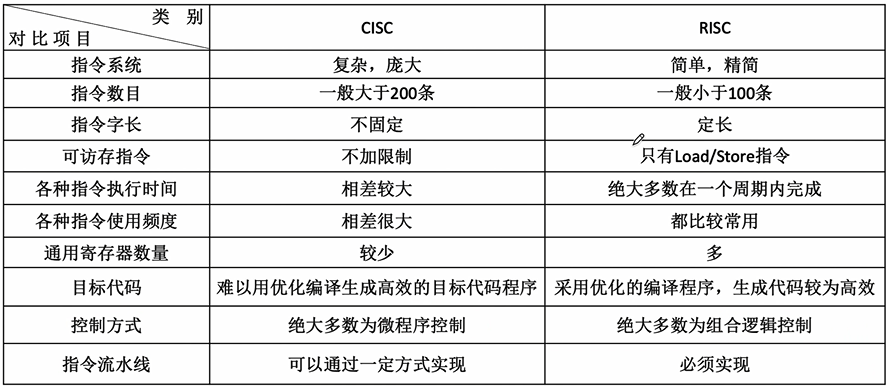 类 别
对 比 项 目
CISC
RISC
指令系统
复杂，庞大
简单，精简
指令数目
一般大于200条
一般小于100条
指令字长
不固定
定长
可访存指令
不加限制
只有Load/Store指令
各种指令执行时间
相差较大
绝大多数在一个周期内完成
各种指令使用频度
相差很大
都比较常用
通用寄存器数量
较少
多
目标代码
难以用优化编译生成高效的目标代码程序
采用优化的编译程序，生成代码较为高效
控制方式
绝大多数为微程序控制
绝大多数为组合逻辑控制
指令流水线
可以通过一定方式实现
必须实现